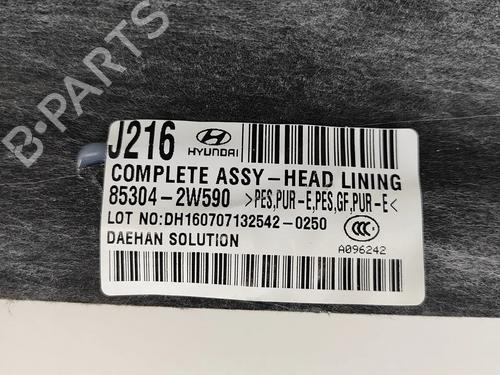 B-PARTS
J216 HYUNDAI
COMPLETE ASSY-HEAD LINING
85304-2W590 >PES,PUR-E,PES,GF,PUR-E<
LOT NO:DH160707132542-0250
CCC
DAEHAN SOLUTION
A096242